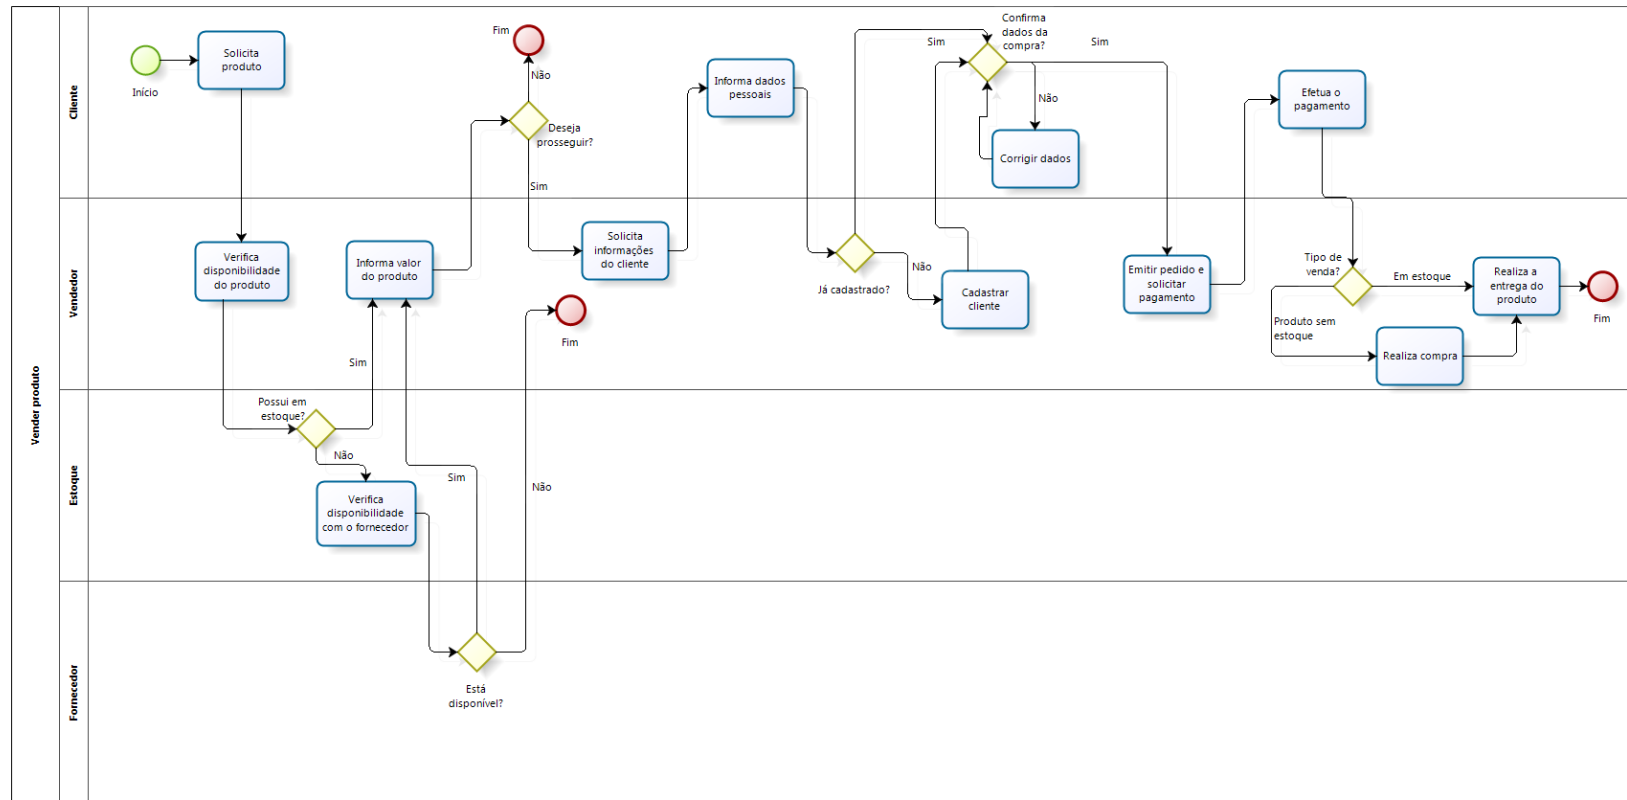 Vender produto
Cliente
Início
Solicita
produto
Fim
Não
Deseja
prosseguir?
Sim
Informa dados
pessoais
Sim
Confirma
dados da
compra?
Sim
Não
Corrigir dados
Efetua o
pagamento
Vendedor
Verifica
disponibilidade
do produto
Informa valor
do produto
Sim
Solicita
informações
do cliente
Fim
Já cadastrado?
Não
Cadastrar
cliente
Emitir pedido e
solicitar
pagamento
Tipo de
venda?
Em estoque
Produto sem
estoque
Realiza compra
Realiza a
entrega do
produto
Fim
Estoque
Possui em
estoque?
Não
Verifica
disponibilidade
com o fornecedor
Sim
Não
Fornecedor
Está
disponível?